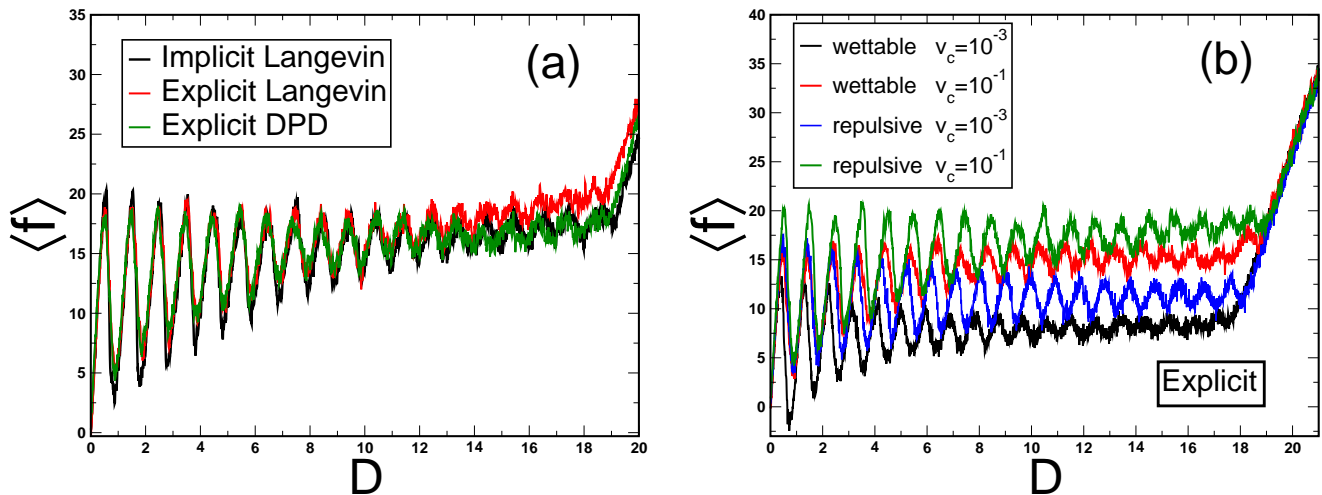 35
30
25
20
15
10
5
0
⟨f⟩
Implicit Langevin
Explicit Langevin
Explicit DPD
(a)
0 2 4 6 8 10 12 14 16 18 20
D
40
35
30
25
20
15
10
5
0
⟨f⟩
wettable v_c=10^-3
wettable v_c=10^-1
repulsive v_c=10^-3
repulsive v_c=10^-1
(b)
Explicit
0 2 4 6 8 10 12 14 16 18 20
D